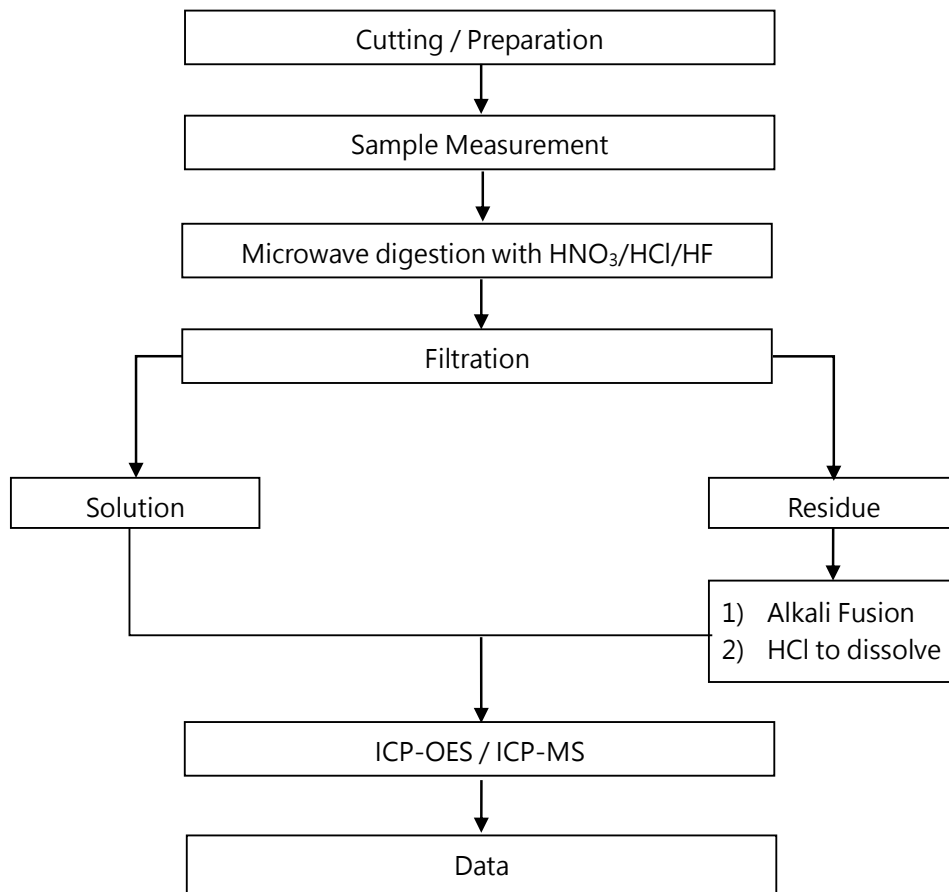 Cutting / Preparation
Sample Measurement
Microwave digestion with HNO₃/HCl/HF
Filtration
Solution
Residue
1) Alkali Fusion
2) HCl to dissolve
ICP-OES / ICP-MS
Data